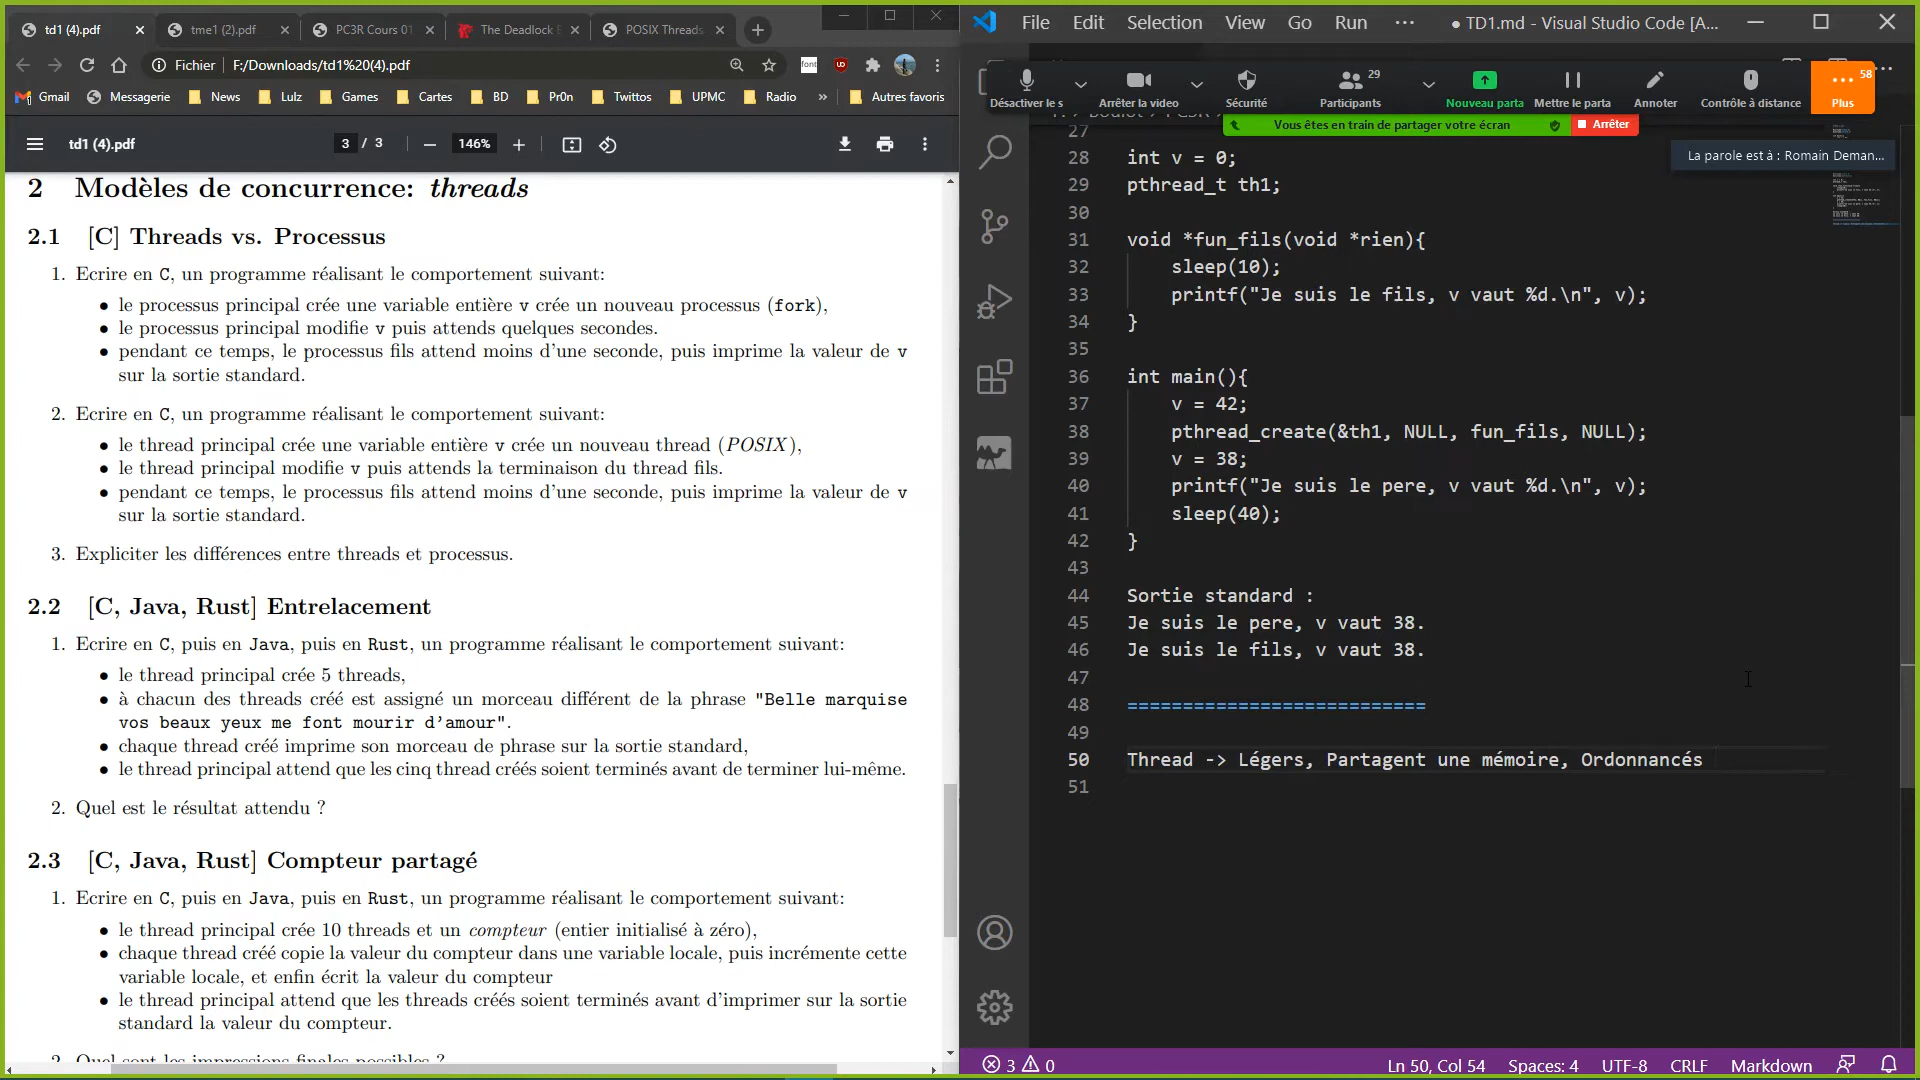 td1 (4).pdf
tme1 (2).pdf
PC3R Cours 01
The Deadlock E
POSIX Threads
Fichier
F:/Downloads/td1%20(4).pdf
Gmail
Messagerie
News
Lulz
Games
Cartes
BD
Pr0n
Twittos
UPMC
Radio
»
Autres favoris
td1 (4).pdf
3 / 3
146%
2 Modèles de concurrence: threads
2.1 [C] Threads vs. Processus
1. Ecrire en C, un programme réalisant le comportement suivant:
• le processus principal crée une variable entière v crée un nouveau processus (fork),
• le processus principal modifie v puis attends quelques secondes.
• pendant ce temps, le processus fils attend moins d'une seconde, puis imprime la valeur de v
sur la sortie standard.
2. Ecrire en C, un programme réalisant le comportement suivant:
• le thread principal crée une variable entière v crée un nouveau thread (POSIX),
• le thread principal modifie v puis attends la terminaison du thread fils.
• pendant ce temps, le processus fils attend moins d'une seconde, puis imprime la valeur de v
sur la sortie standard.
3. Expliciter les différences entre threads et processus.
2.2 [C, Java, Rust] Entrelacement
1. Ecrire en C, puis en Java, puis en Rust, un programme réalisant le comportement suivant:
• le thread principal crée 5 threads,
• à chacun des threads créé est assigné un morceau différent de la phrase "Belle marquise
vos beaux yeux me font mourir d'amour".
• chaque thread créé imprime son morceau de phrase sur la sortie standard,
• le thread principal attend que les cinq thread créés soient terminés avant de terminer lui-même.
2. Quel est le résultat attendu ?
2.3 [C, Java, Rust] Compteur partagé
1. Ecrire en C, puis en Java, puis en Rust, un programme réalisant le comportement suivant:
• le thread principal crée 10 threads et un compteur (entier initialisé à zéro),
• chaque thread créé copie la valeur du compteur dans une variable locale, puis incrémente cette
variable locale, et enfin écrit la valeur du compteur
• le thread principal attend que les threads créés soient terminés avant d'imprimer sur la sortie
standard la valeur du compteur.
2. Quel sont les impressions finales possibles ?
File Edit Selection View Go Run ···
● TD1.md - Visual Studio Code [A...
Désactiver le s
Arrêter la video
Sécurité
29
Participants
Nouveau parta
Mettre le parta
Annoter
Contrôle à distance
58
Plus
Vous êtes en train de partager votre écran
Arrêter
La parole est à : Romain Deman...
27
28 int v = 0;
29 pthread_t th1;
30
31 void *fun_fils(void *rien){
32 sleep(10);
33 printf("Je suis le fils, v vaut %d.\n", v);
34 }
35
36 int main(){
37 v = 42;
38 pthread_create(&th1, NULL, fun_fils, NULL);
39 v = 38;
40 printf("Je suis le pere, v vaut %d.\n", v);
41 sleep(40);
42 }
43
44 Sortie standard :
45 Je suis le pere, v vaut 38.
46 Je suis le fils, v vaut 38.
47
48 ===========================
49
50 Thread -> Légers, Partagent une mémoire, Ordonnancés
51
3 0
Ln 50, Col 54
Spaces: 4
UTF-8
CRLF
Markdown